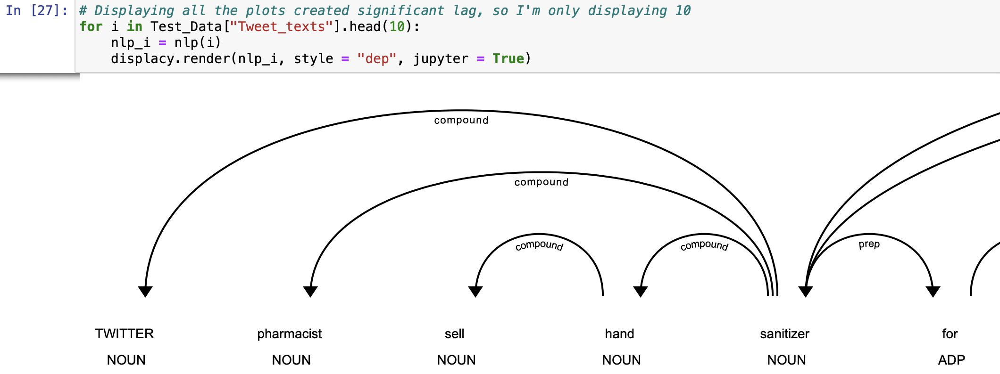 In [27]:
# Displaying all the plots created significant lag, so I'm only displaying 10
for i in Test_Data["Tweet_texts"].head(10):
    nlp_i = nlp(i)
    displacy.render(nlp_i, style = "dep", jupyter = True)
compound
compound
compound compound prep
TWITTER pharmacist sell hand sanitizer for
NOUN NOUN NOUN NOUN NOUN ADP